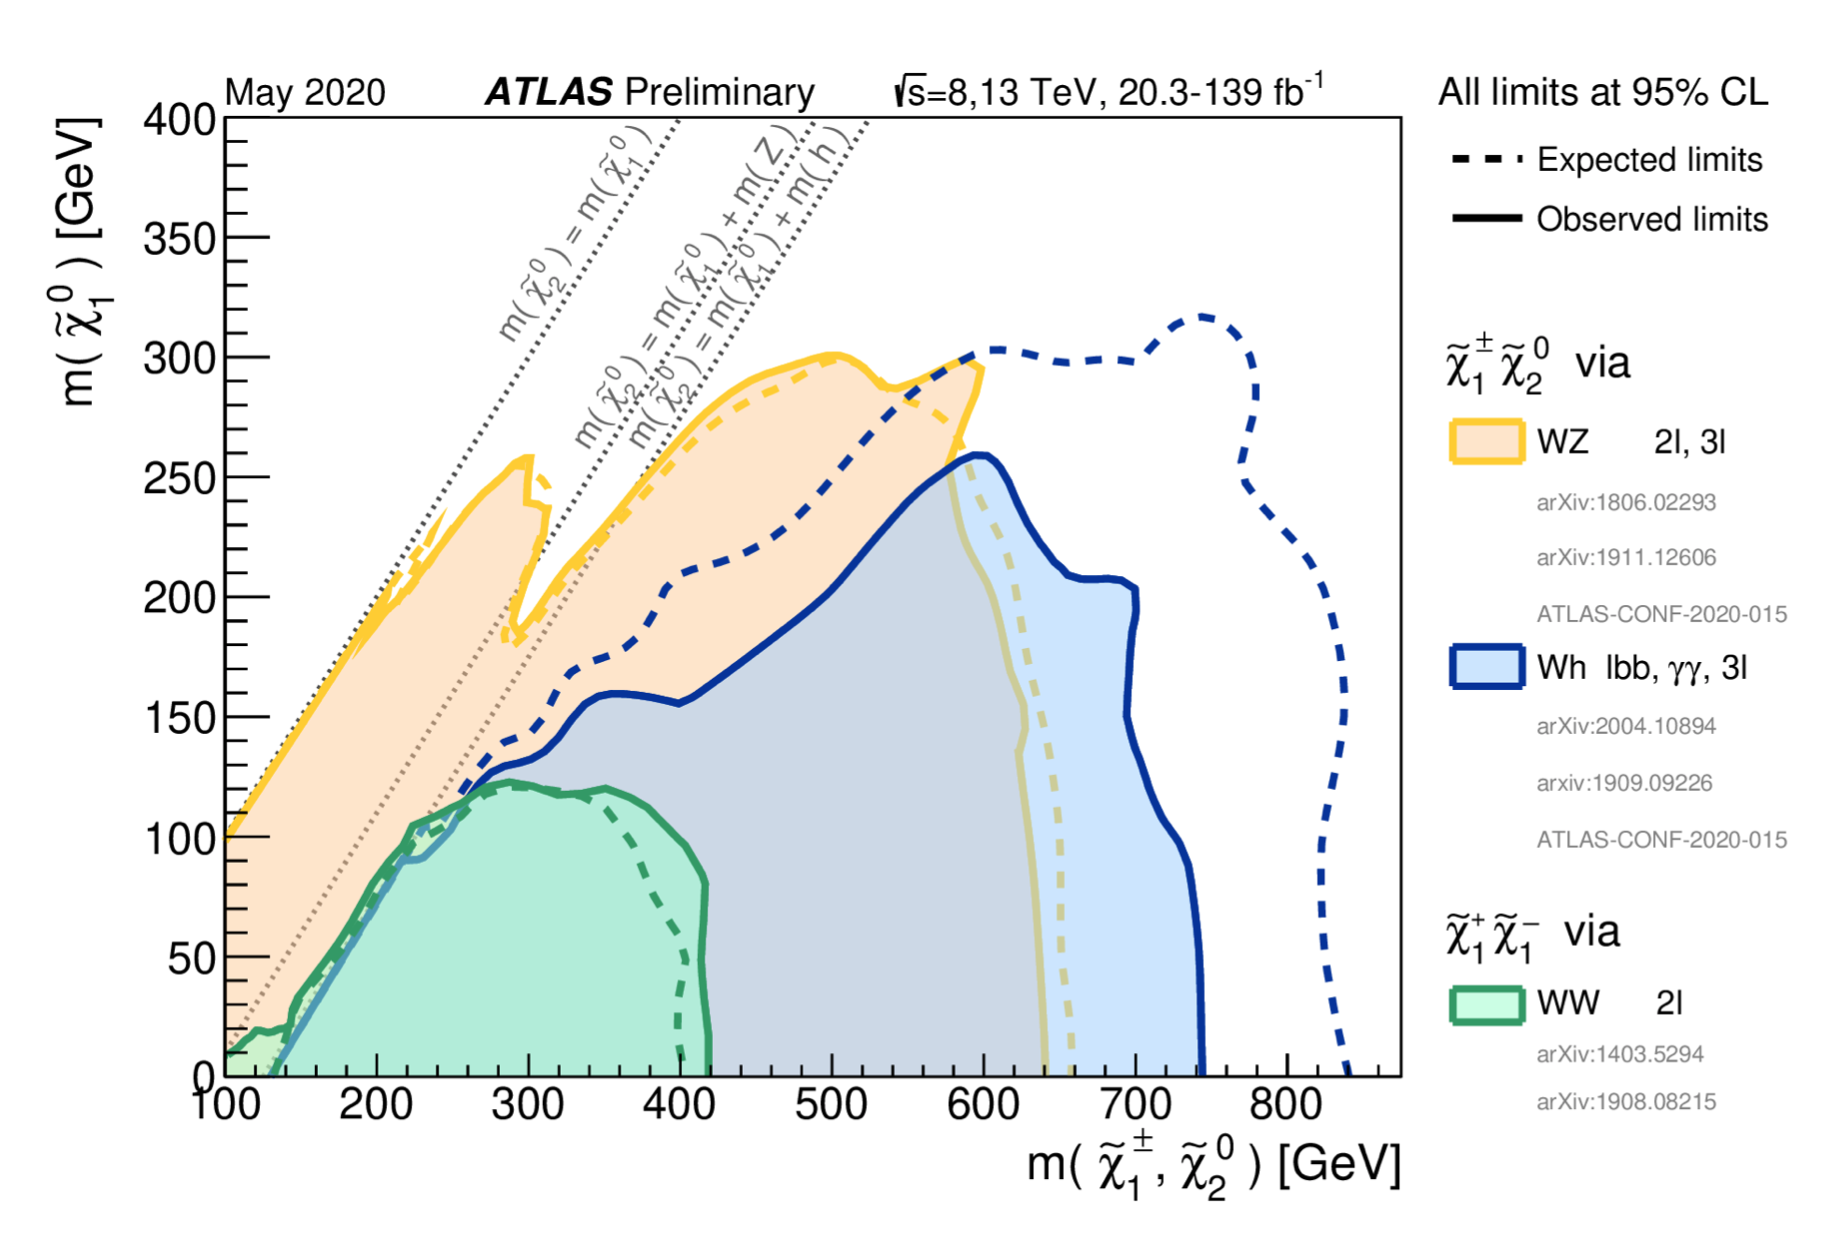 May 2020 ATLAS Preliminary √s=8,13 TeV, 20.3-139 fb⁻¹ All limits at 95% CL
Expected limits
Observed limits
χ̃₁± χ̃₂⁰ via
WZ 2l, 3l
arXiv:1806.02293
arXiv:1911.12606
ATLAS-CONF-2020-015
Wh lbb, γγ, 3l
arXiv:2004.10894
arxiv:1909.09226
ATLAS-CONF-2020-015
χ̃₁⁺ χ̃₁⁻ via
WW 2l
arXiv:1403.5294
arXiv:1908.08215
m( χ̃₁⁰ ) [GeV]
400
350
300
250
200
150
100
50
0
m( χ̃₂⁰ ) = m( χ̃₁⁰ )
m( χ̃₂⁰ ) = m( χ̃₁⁰ ) + m( Z )
m( χ̃₂⁰ ) = m( χ̃₁⁰ ) + m( h )
100 200 300 400 500 600 700 800
m( χ̃₁±, χ̃₂⁰ ) [GeV]